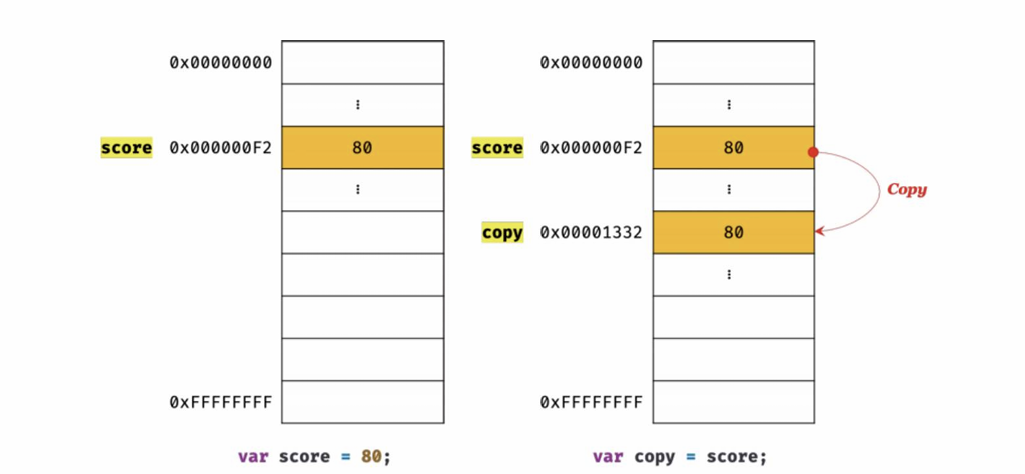 0x00000000 0x00000000
⋮ ⋮
score 0x000000F2 80 score 0x000000F2 80
⋮ ⋮ Copy
copy 0x00001332 80
⋮
0xFFFFFFFF 0xFFFFFFFF
var score = 80; var copy = score;